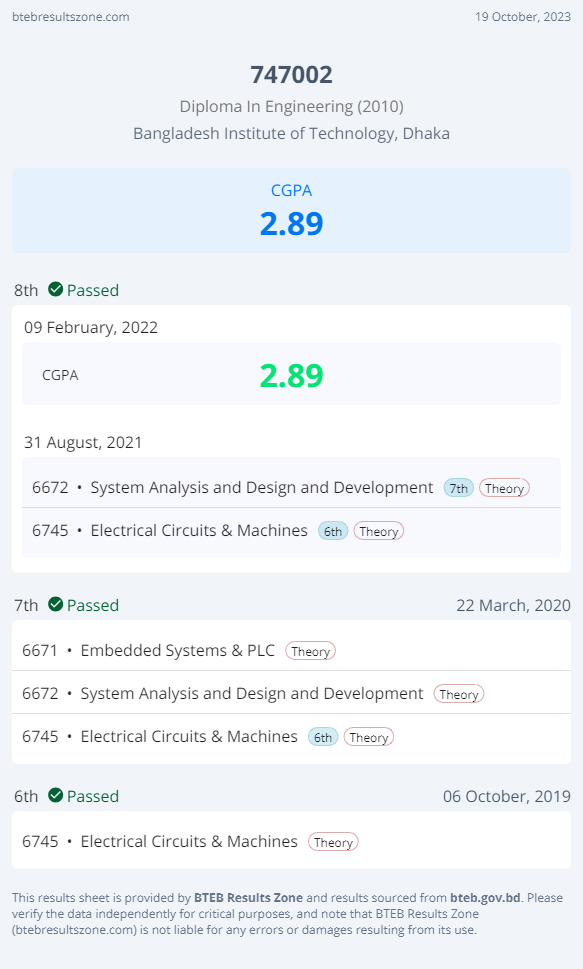 btebresultszone.com 19 October, 2023
747002
Diploma In Engineering (2010)
Bangladesh Institute of Technology, Dhaka
CGPA
2.89
8th Passed
09 February, 2022
CGPA 2.89
31 August, 2021
6672 • System Analysis and Design and Development 7th Theory
6745 • Electrical Circuits & Machines 6th Theory
7th Passed 22 March, 2020
6671 • Embedded Systems & PLC Theory
6672 • System Analysis and Design and Development Theory
6745 • Electrical Circuits & Machines 6th Theory
6th Passed 06 October, 2019
6745 • Electrical Circuits & Machines Theory
This results sheet is provided by BTEB Results Zone and results sourced from bteb.gov.bd. Please
verify the data independently for critical purposes, and note that BTEB Results Zone
(btebresultszone.com) is not liable for any errors or damages resulting from its use.